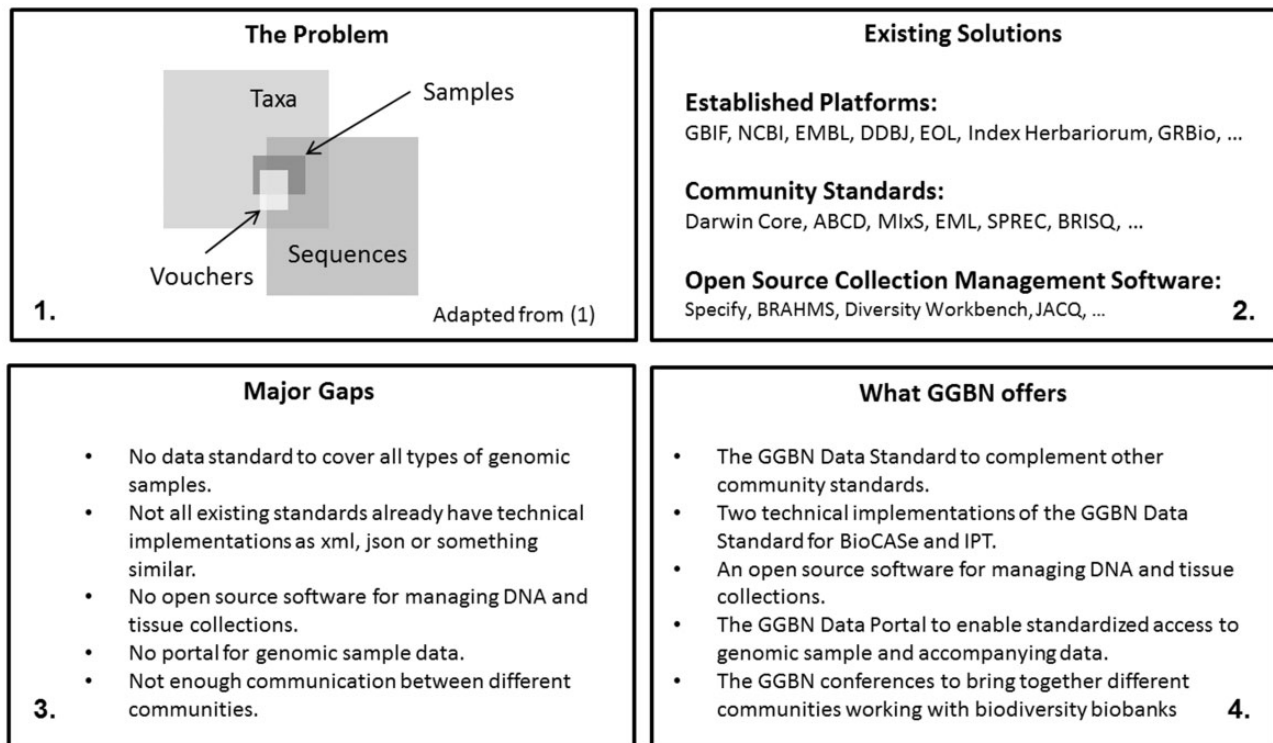 The Problem
Taxa
Samples
Vouchers
Sequences
1.
Adapted from (1)
Existing Solutions
Established Platforms:
GBIF, NCBI, EMBL, DDBJ, EOL, Index Herbariorum, GRBio, ...
Community Standards:
Darwin Core, ABCD, MIxS, EML, SPREC, BRISQ, ...
Open Source Collection Management Software:
Specify, BRAHMS, Diversity Workbench, JACQ, ...
2.
Major Gaps
• No data standard to cover all types of genomic
samples.
• Not all existing standards already have technical
implementations as xml, json or something
similar.
• No open source software for managing DNA and
tissue collections.
• No portal for genomic sample data.
• Not enough communication between different
communities.
3.
What GGBN offers
• The GGBN Data Standard to complement other
community standards.
• Two technical implementations of the GGBN Data
Standard for BioCASe and IPT.
• An open source software for managing DNA and tissue
collections.
• The GGBN Data Portal to enable standardized access to
genomic sample and accompanying data.
• The GGBN conferences to bring together different
communities working with biodiversity biobanks
4.